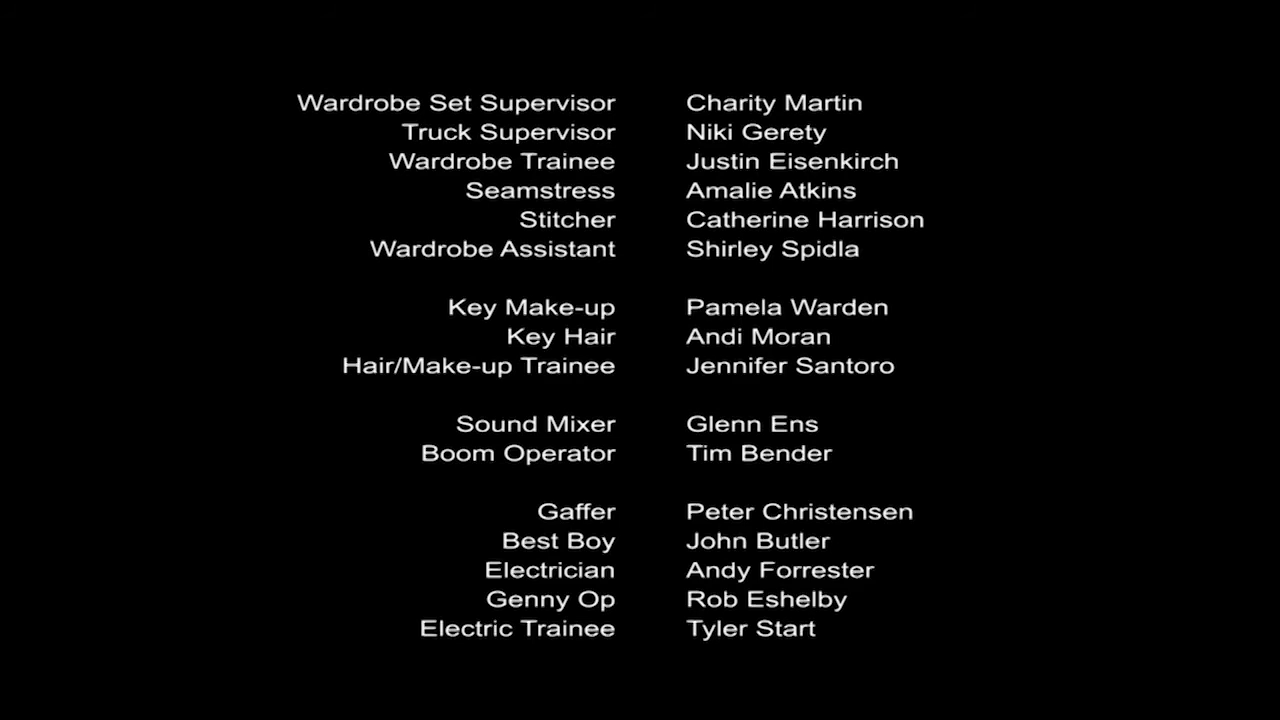 Wardrobe Set Supervisor Charity Martin
Truck Supervisor Niki Gerety
Wardrobe Trainee Justin Eisenkirch
Seamstress Amalie Atkins
Stitcher Catherine Harrison
Wardrobe Assistant Shirley Spidla
Key Make-up Pamela Warden
Key Hair Andi Moran
Hair/Make-up Trainee Jennifer Santoro
Sound Mixer Glenn Ens
Boom Operator Tim Bender
Gaffer Peter Christensen
Best Boy John Butler
Electrician Andy Forrester
Genny Op Rob Eshelby
Electric Trainee Tyler Start